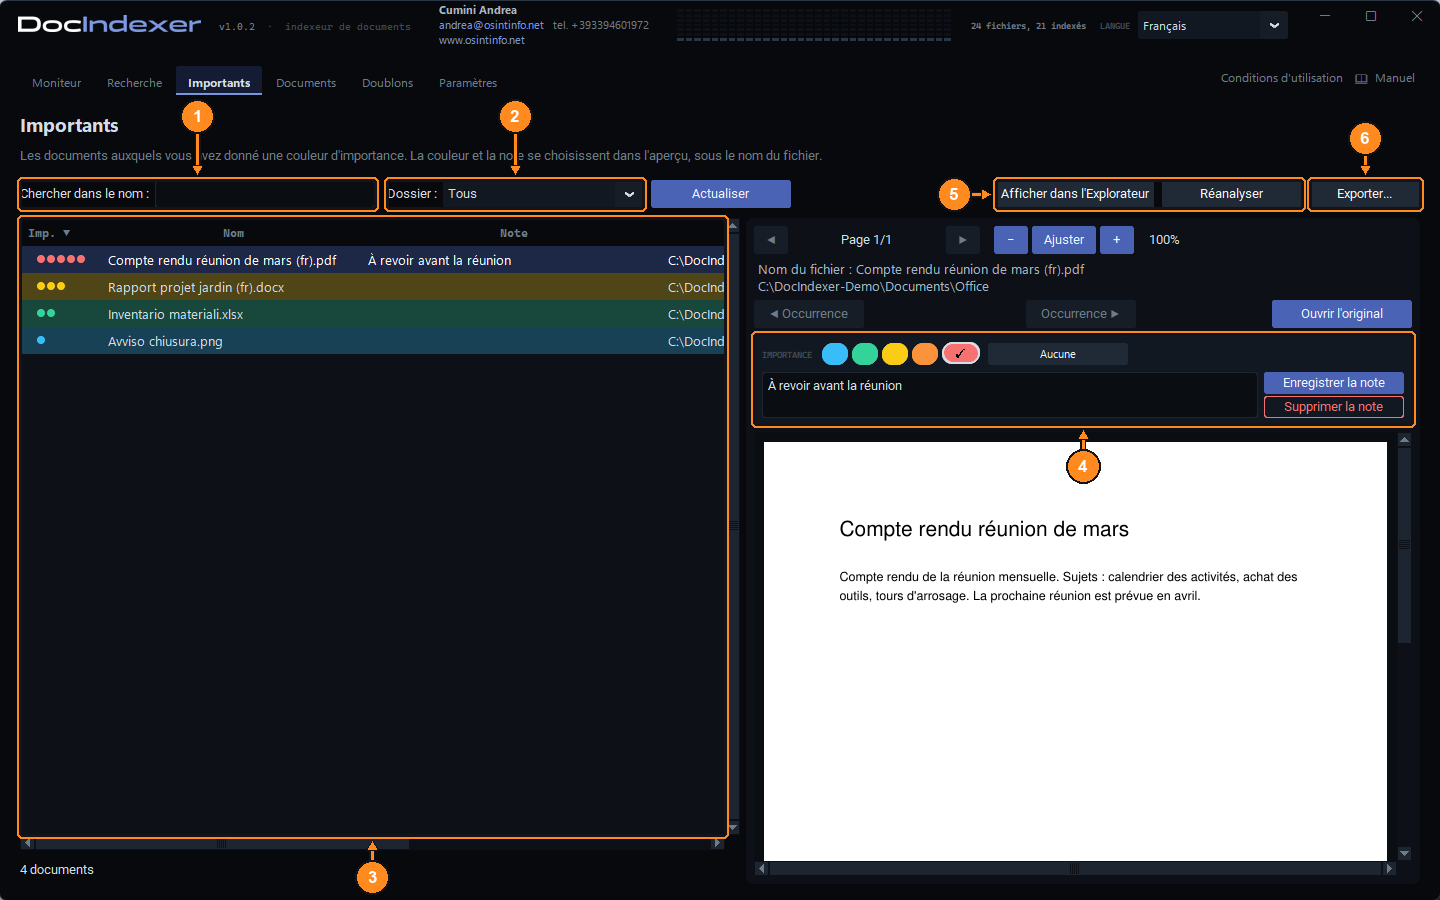 DocIndexer v1.0.2 · indexeur de documents
Cumini Andrea
andrea@osintinfo.net tel. +393394601972
www.osintinfo.net
24 fichiers, 21 indexés LANGUE Français
Moniteur Recherche Importants Documents Doublons Paramètres
Conditions d'utilisation Manuel
Importants
1
2
6
Les documents auxquels vous avez donné une couleur d'importance. La couleur et la note se choisissent dans l'aperçu, sous le nom du fichier.
Chercher dans le nom : Dossier : Tous Actualiser
5 Afficher dans l'Explorateur Réanalyser Exporter...
Imp. ▼ Nom Note
Compte rendu réunion de mars (fr).pdf À revoir avant la réunion C:\DocInd
Rapport projet jardin (fr).docx C:\DocInd
Inventario materiali.xlsx C:\DocInd
Avviso chiusura.png C:\DocInd
◀ Page 1/1 ▶ − Ajuster + 100%
Nom du fichier : Compte rendu réunion de mars (fr).pdf
C:\DocIndexer-Demo\Documents\Office
◀ Occurrence Occurrence ▶ Ouvrir l'original
IMPORTANCE ✓ Aucune
À revoir avant la réunion
Enregistrer la note
Supprimer la note
4
Compte rendu réunion de mars
Compte rendu de la réunion mensuelle. Sujets : calendrier des activités, achat des
outils, tours d'arrosage. La prochaine réunion est prévue en avril.
4 documents
3